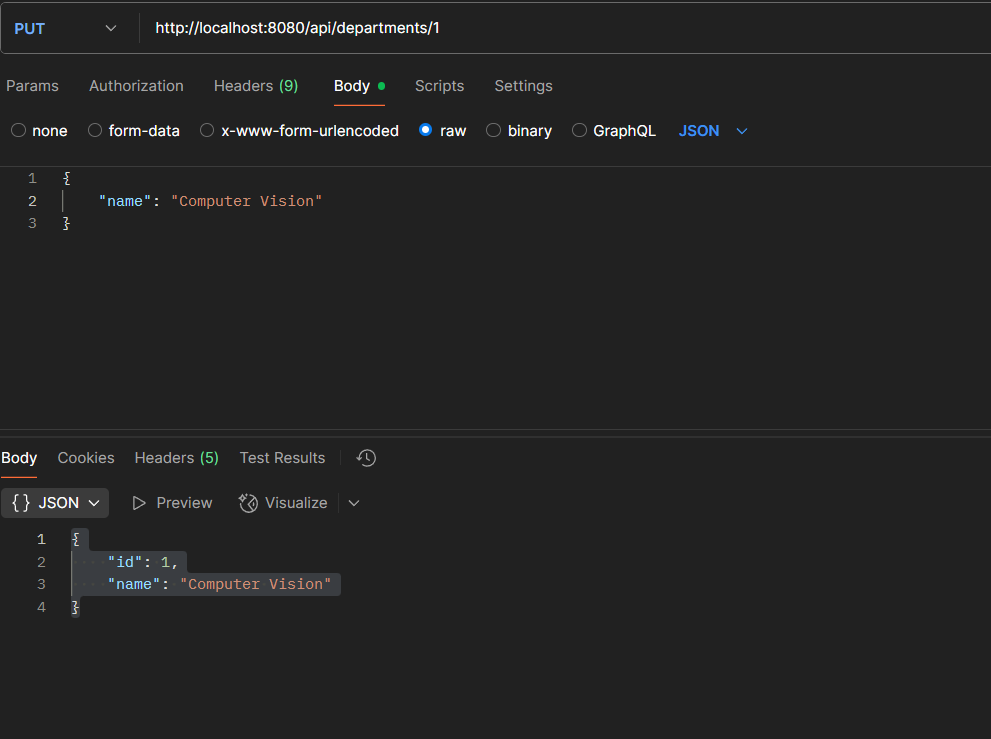 PUT http://localhost:8080/api/departments/1
Params Authorization Headers (9) Body Scripts Settings
none form-data x-www-form-urlencoded raw binary GraphQL JSON
1 {
2 "name": "Computer Vision"
3 }
Body Cookies Headers (5) Test Results
{} JSON Preview Visualize
1 {
2 "id": 1,
3 "name": "Computer Vision"
4 }